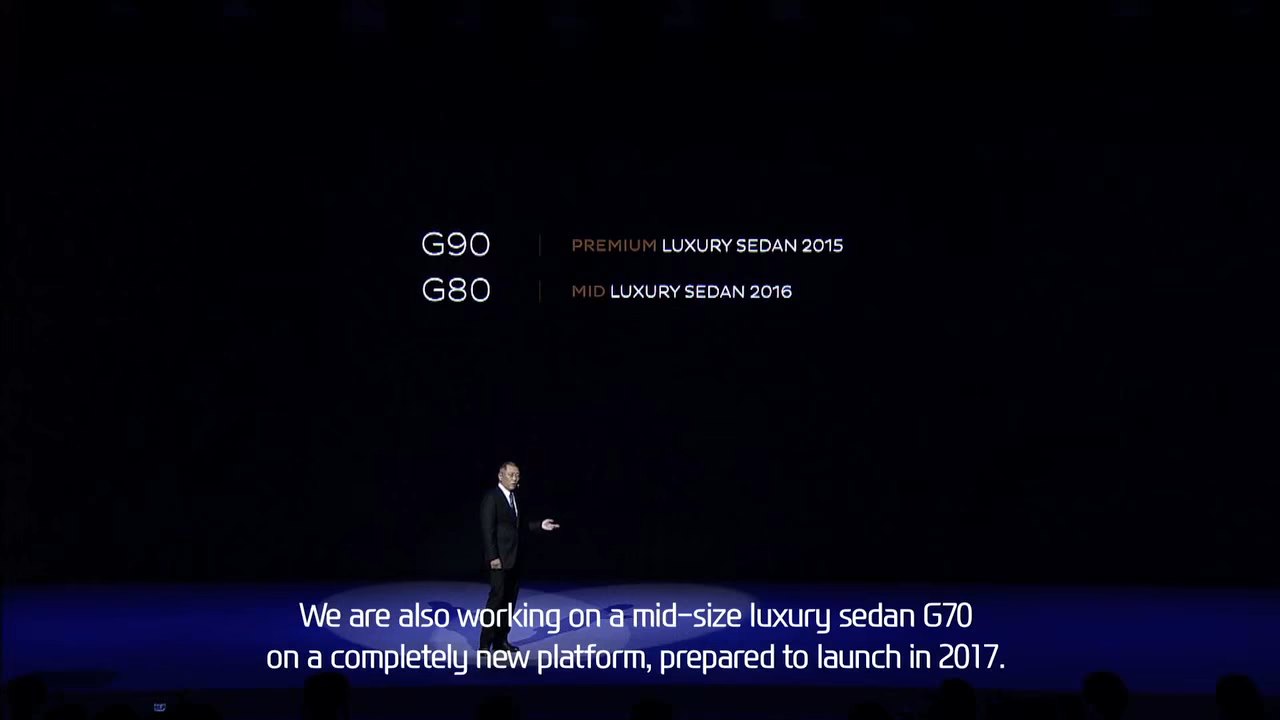 G90 PREMIUM LUXURY SEDAN 2015
G80 MID LUXURY SEDAN 2016
We are also working on a mid-size luxury sedan G70
on a completely new platform, prepared to launch in 2017.